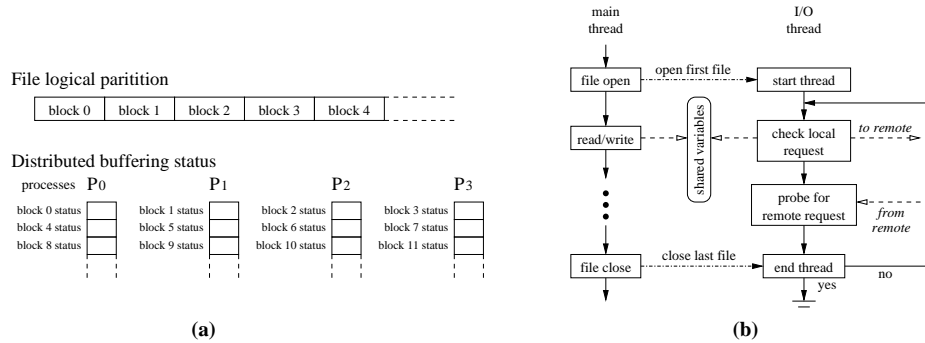 File logical paritition
block 0 block 1 block 2 block 3 block 4
Distributed buffering status
processes P0 P1 P2 P3
block 0 status block 1 status block 2 status block 3 status
block 4 status block 5 status block 6 status block 7 status
block 8 status block 9 status block 10 status block 11 status
(a)
main
thread
I/O
thread
file open
open first file
start thread
read/write
shared variables
check local
request
to remote
probe for
remote request
from
remote
file close
close last file
end thread
no
yes
(b)